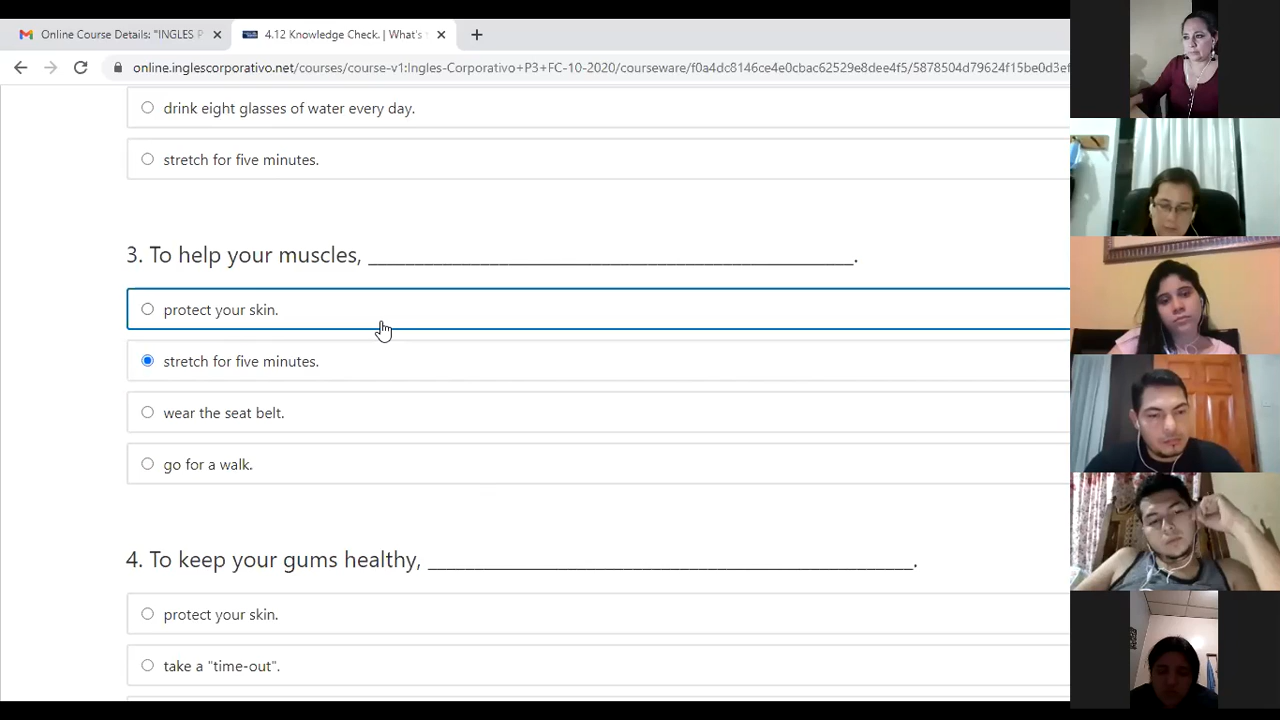 Online Course Details: "INGLES P
4.12 Knowledge Check. | What's
online.inglescorporativo.net/courses/course-v1:Ingles-Corporativo+P3+FC-10-2020/courseware/f0a4dc8146ce4e0cbac62529e8dee4f5/5878504d79624f15be0d3ef
drink eight glasses of water every day.
stretch for five minutes.
3. To help your muscles, ____________________________________________.
protect your skin.
stretch for five minutes.
wear the seat belt.
go for a walk.
4. To keep your gums healthy, ____________________________________________.
protect your skin.
take a "time-out".